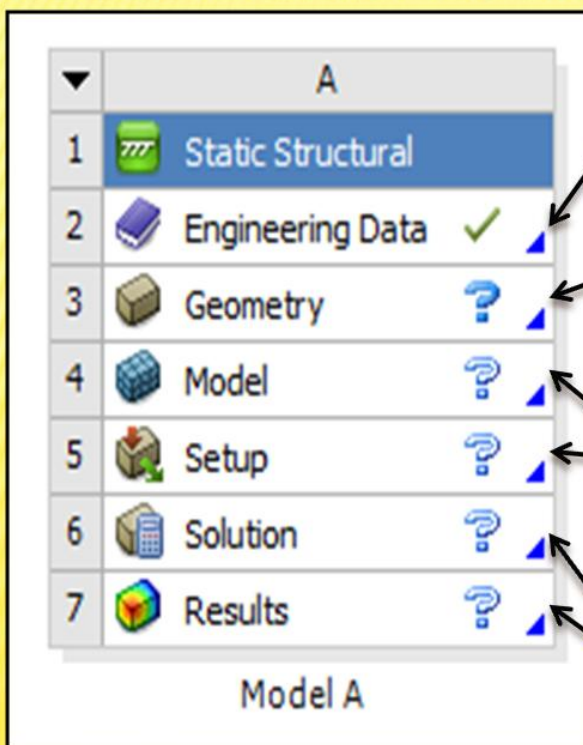 A
1 Static Structural
2 Engineering Data
3 Geometry
4 Model
5 Setup
6 Solution
7 Results
Model A